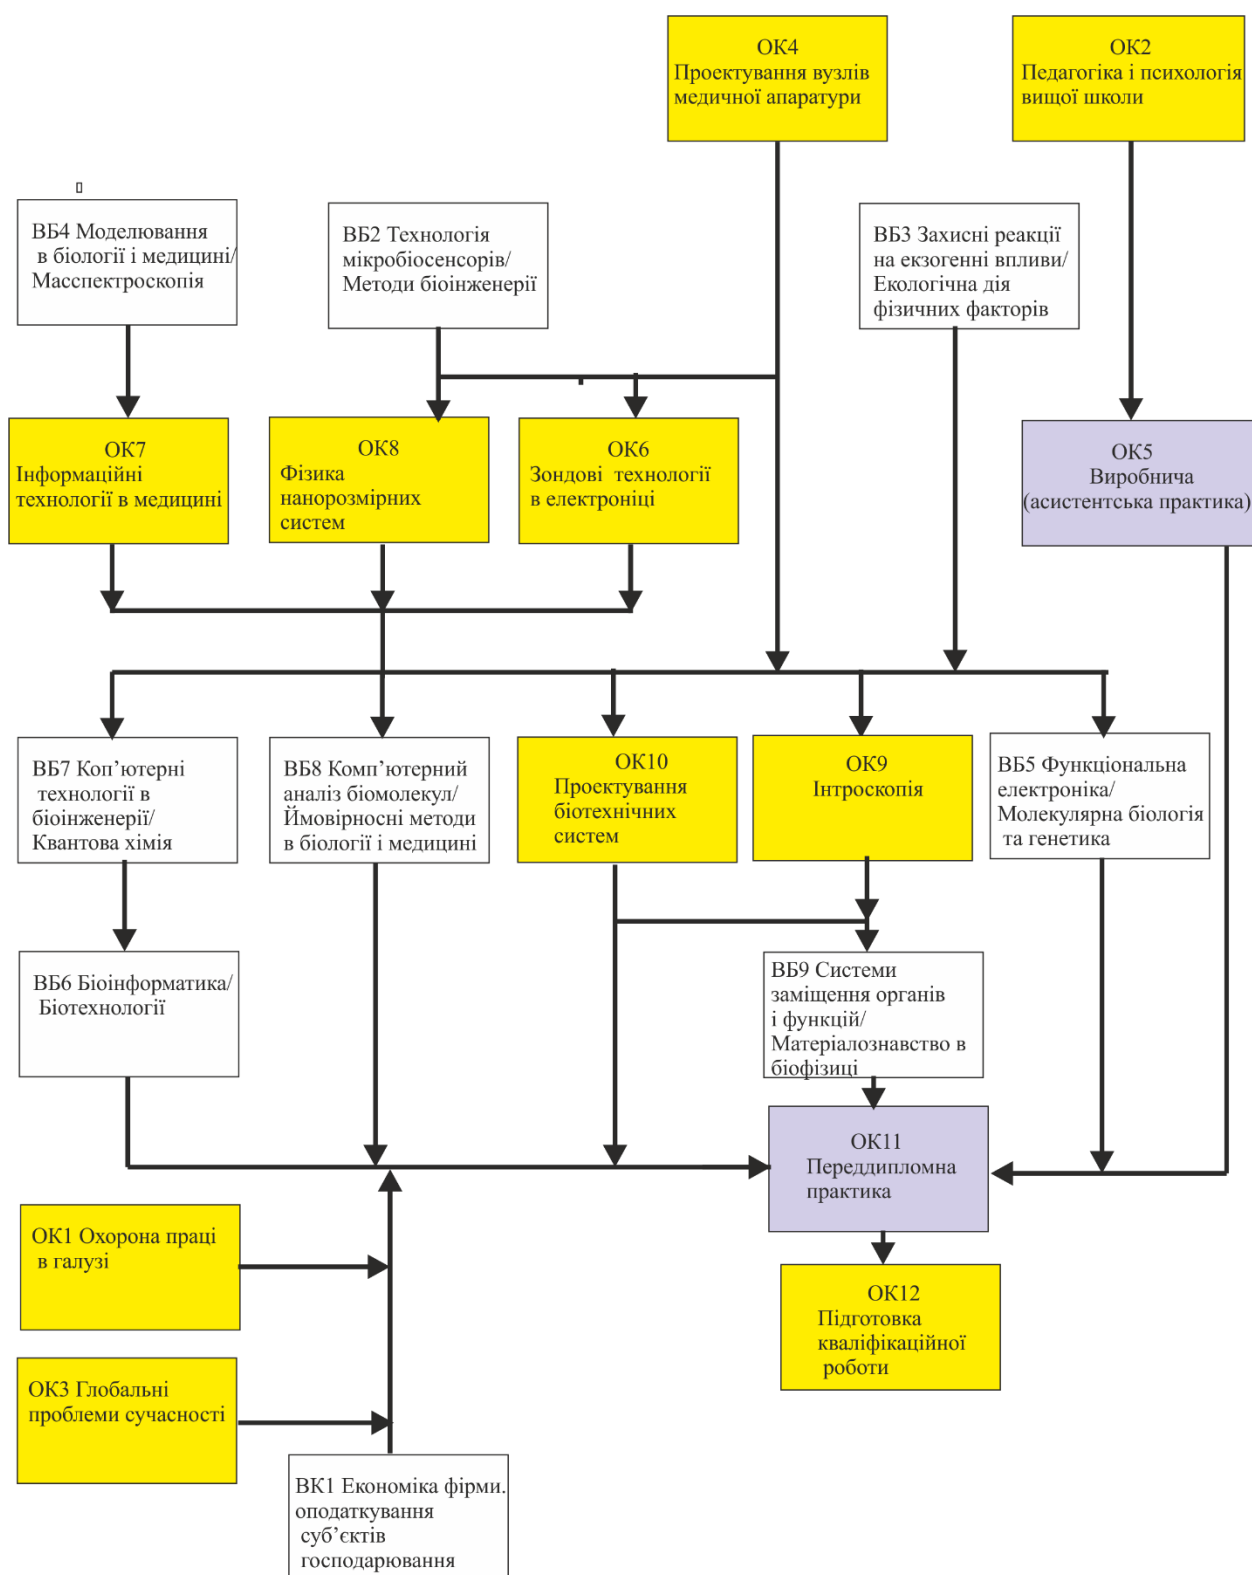 ОК4
Проектування вузлів
медичної апаратури
ОК2
Педагогіка і психологія
вищої школи
ВБ4 Моделювання
в біології і медицині/
Масспектроскопія
ВБ2 Технологія
мікробіосенсорів/
Методи біоінженерії
ВБ3 Захисні реакції
на екзогенні впливи/
Екологічна дія
фізичних факторів
ОК7
Інформаційні
технології в медицині
ОК8
Фізика
нанорозмірних
систем
ОК6
Зондові технології
в електроніці
ОК5
Виробнича
(асистентська практика)
ВБ7 Коп’ютерні
технології в
біоінженерії/
Квантова хімія
ВБ8 Комп’ютерний
аналіз біомолекул/
Ймовірносні методи
в біології і медицині
ОК10
Проектування
біотехнічних
систем
ОК9
Інтроскопія
ВБ5 Функціональна
електроніка/
Молекулярна біологія
та генетика
ВБ6 Біоінформатика/
Біотехнології
ВБ9 Системи
заміщення органів
і функцій/
Матеріалознавство в
біофізиці
ОК11
Переддипломна
практика
ОК1 Охорона праці
в галузі
ОК12
Підготовка
кваліфікаційної
роботи
ОК3 Глобальні
проблеми сучасності
ВК1 Економіка фірми.
оподаткування
суб’єктів
господарювання